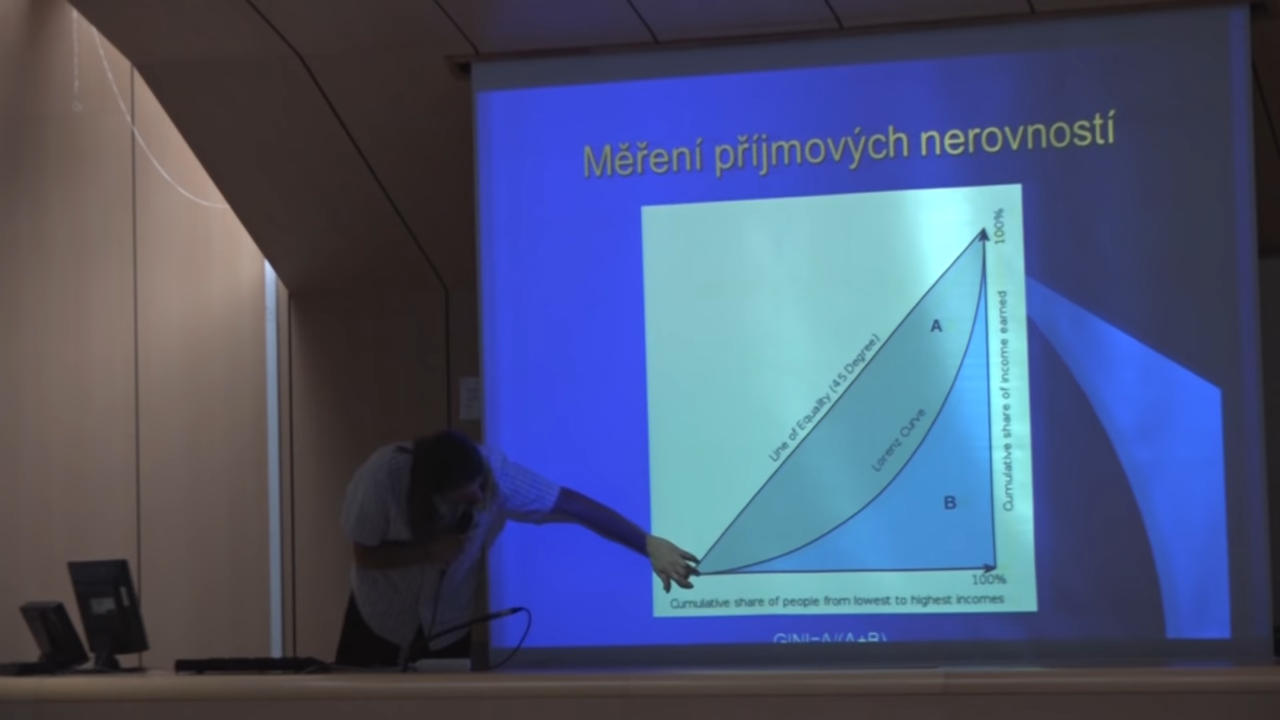 Měření příjmových nerovností
100%
A
Line of Equality (45 Degree)
Cumulative share of income earned
Lorenz Curve
B
100%
Cumulative share of people from lowest to highest incomes
GINI=A/(A+B)